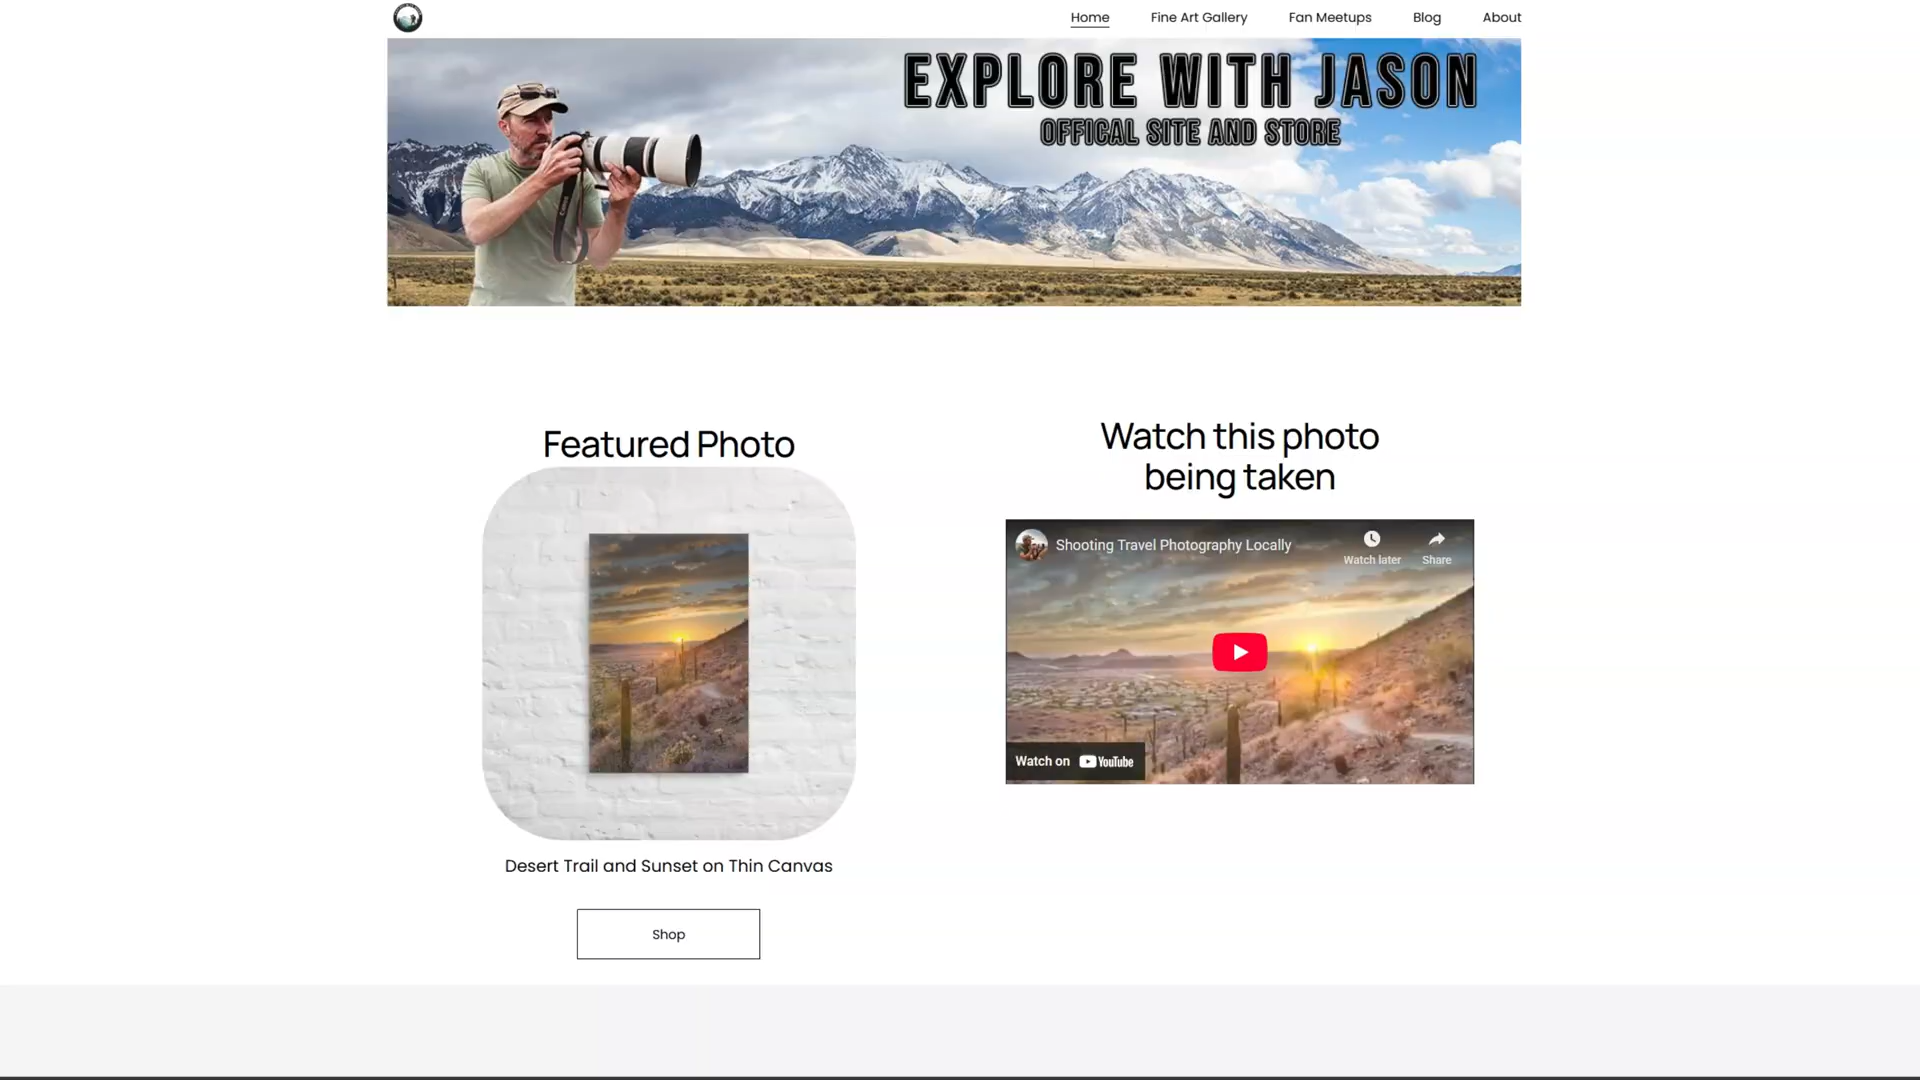 Home
Fine Art Gallery
Fan Meetups
Blog
About
EXPLORE WITH JASON
OFFICAL SITE AND STORE
Featured Photo
Watch this photo
being taken
Shooting Travel Photography Locally
Watch later
Share
Watch on YouTube
Desert Trail and Sunset on Thin Canvas
Shop